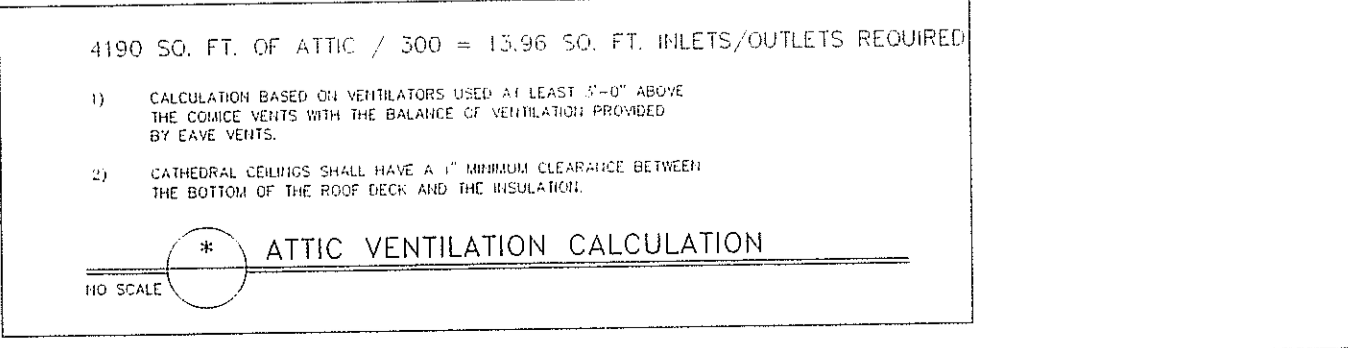 4190 SQ. FT. OF ATTIC / 300 = 13.96 SQ. FT. INLETS/OUTLETS REQUIRED
1) CALCULATION BASED ON VENTILATORS USED AT LEAST 3'-0" ABOVE
THE CORNICE VENTS WITH THE BALANCE OF VENTILATION PROVIDED
BY EAVE VENTS.
2) CATHEDRAL CEILINGS SHALL HAVE A 1" MINIMUM CLEARANCE BETWEEN
THE BOTTOM OF THE ROOF DECK AND THE INSULATION.
* ATTIC VENTILATION CALCULATION
NO SCALE